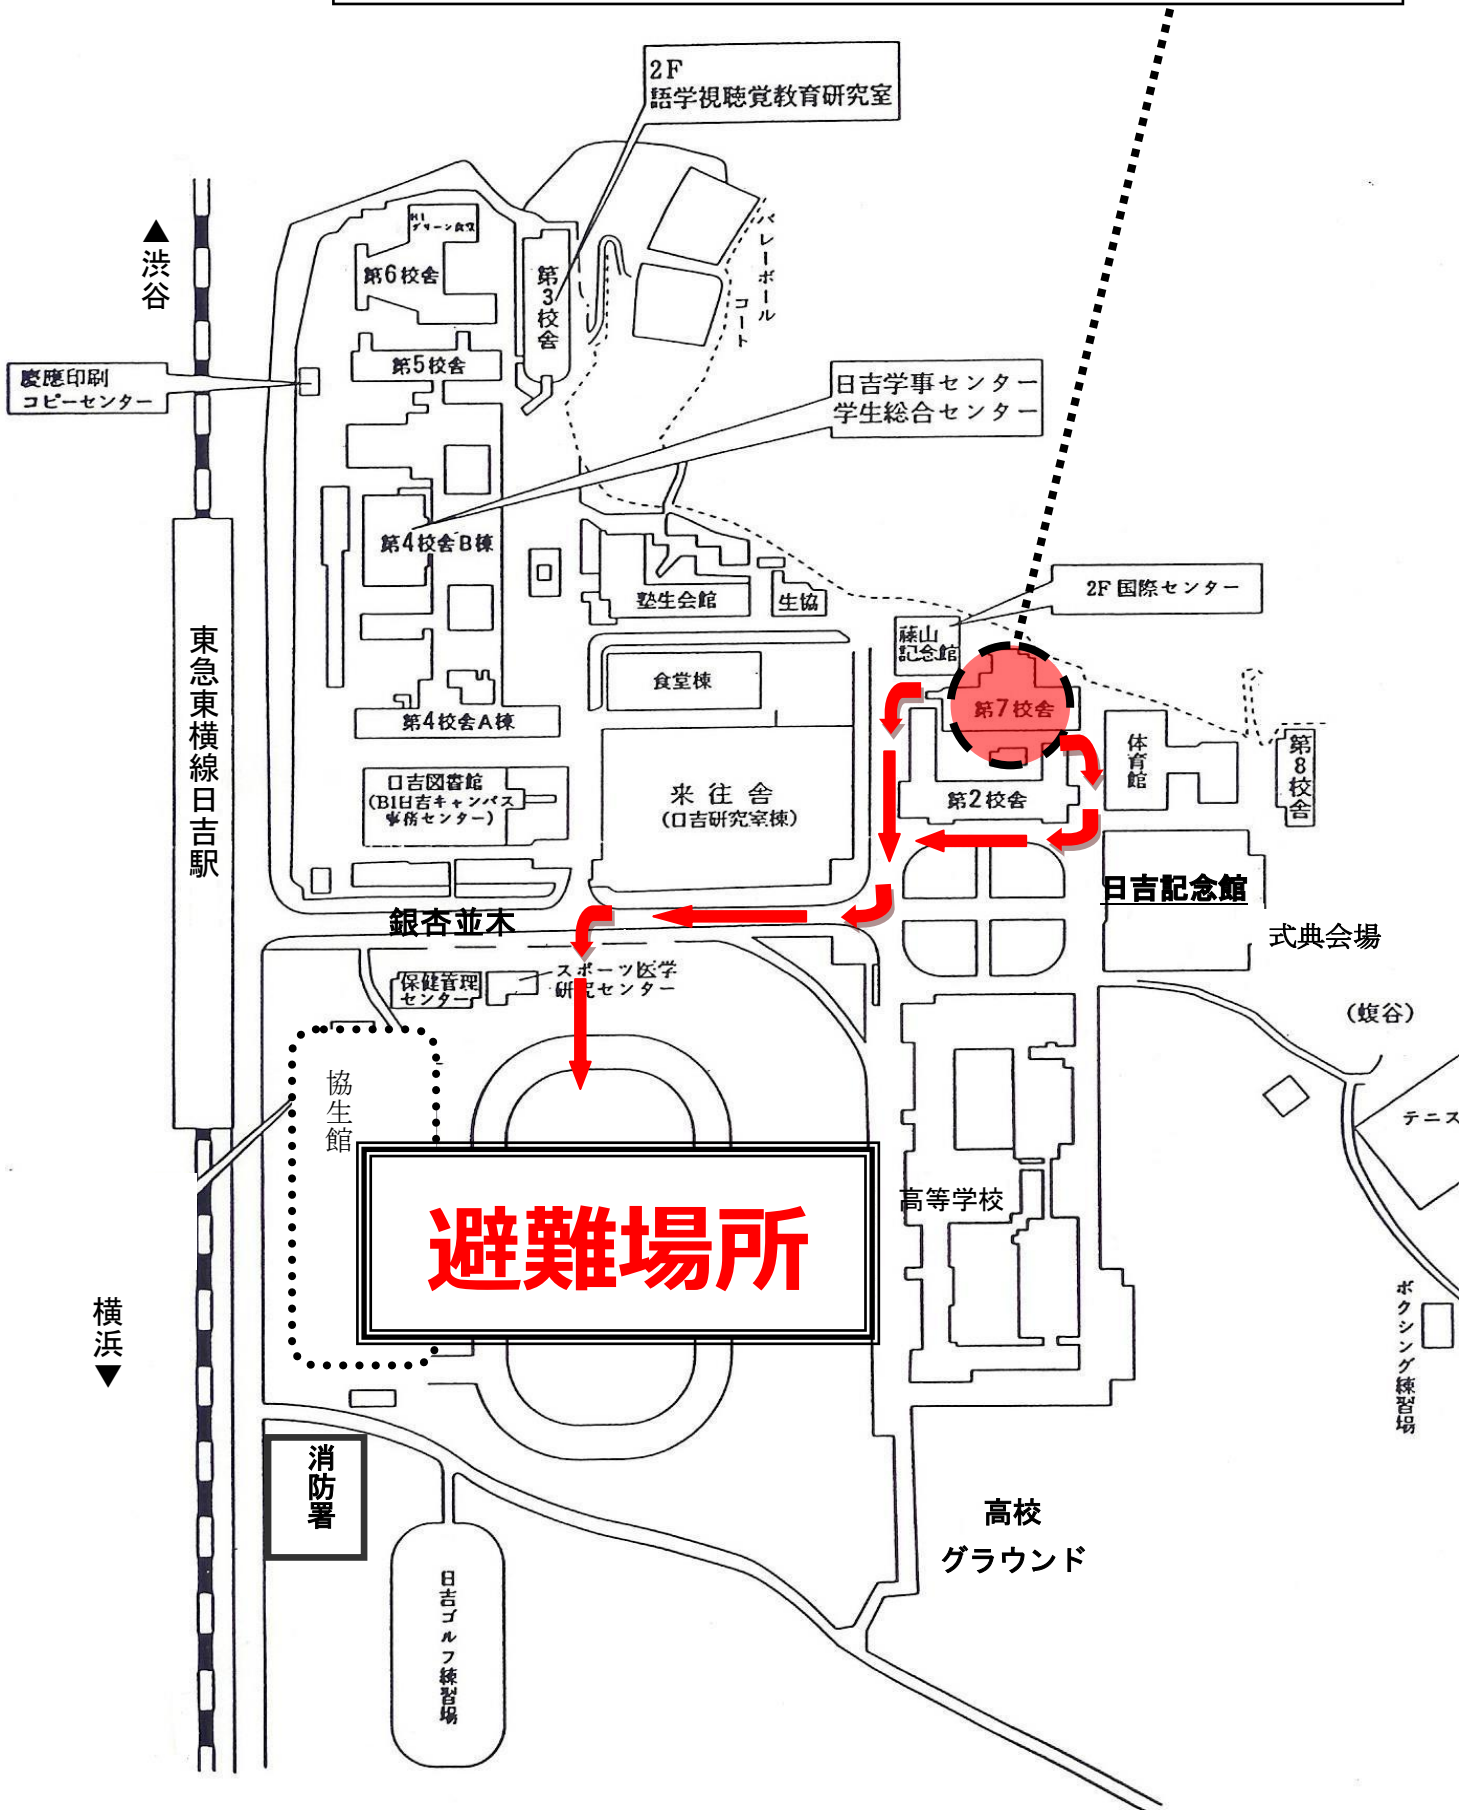 2F
語学視聴覚教育研究室
▲渋谷
バレーボール
コート
B1
グリーン食堂
第6校舎
第3校舎
第5校舎
慶應印刷
コピーセンター
日吉学事センター
学生総合センター
第4校舎B棟
塾生会館
生協
2F 国際センター
藤山
記念館
食堂棟
第7校舎
第4校舎A棟
東急東横線日吉駅
体育館
第8校舎
日吉図書館
(B1日吉キャンパス
事務センター)
来往舎
(日吉研究室棟)
第2校舎
日吉記念館
銀杏並木
式典会場
保健管理
センター
スポーツ医学
研究センター
(蝮谷)
協生館
テニス
避難場所
高等学校
横浜▼
ボクシング練習場
消防署
高校
グラウンド
日吉ゴルフ練習場